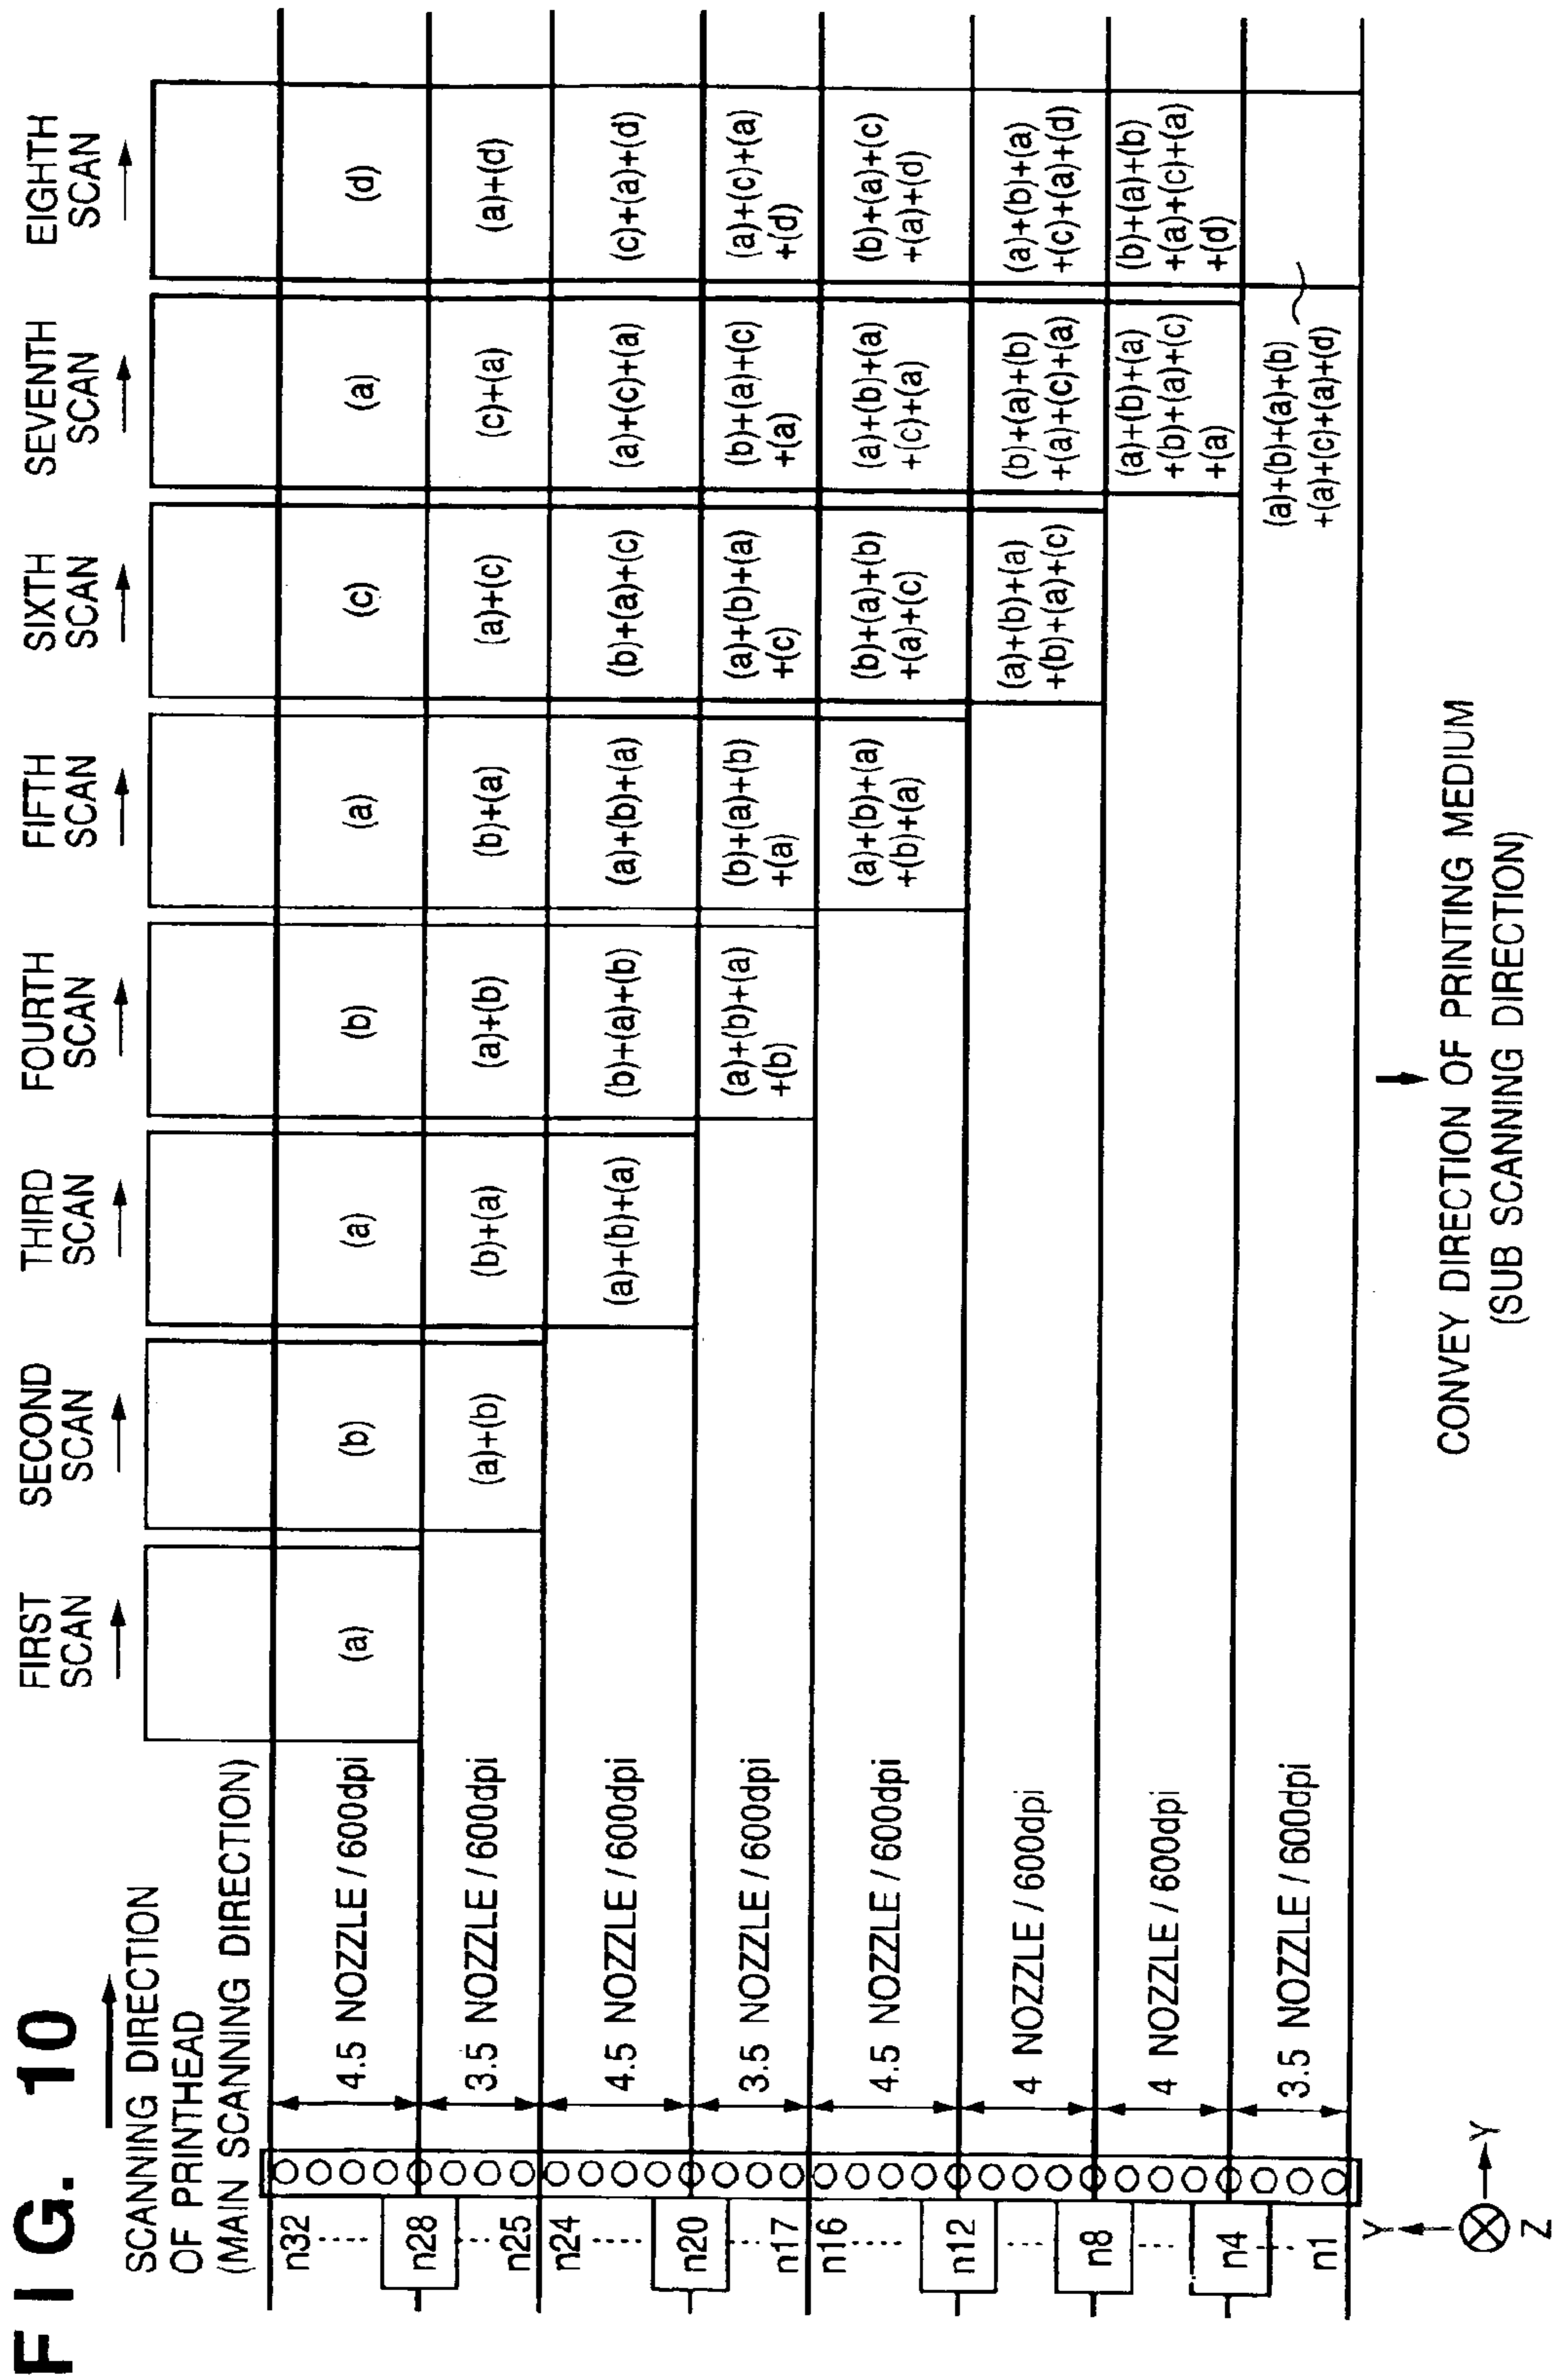 FIG. 10
SCANNING DIRECTION
OF PRINTHEAD
(MAIN SCANNING DIRECTION)
FIRST
SCAN
SECOND
SCAN
THIRD
SCAN
FOURTH
SCAN
FIFTH
SCAN
SIXTH
SCAN
SEVENTH
SCAN
EIGHTH
SCAN
n32
4.5 NOZZLE / 600dpi
(a)
(b)
(a)
(b)
(a)
(c)
(a)
(d)
n28
3.5 NOZZLE / 600dpi
(a)+(b)
(b)+(a)
(a)+(b)
(b)+(a)
(a)+(c)
(c)+(a)
(a)+(d)
n25
n24
4.5 NOZZLE / 600dpi
(a)+(b)+(a)
(b)+(a)+(b)
(a)+(b)+(a)
(b)+(a)+(c)
(a)+(c)+(a)
(c)+(a)+(d)
n20
3.5 NOZZLE / 600dpi
(a)+(b)+(a)
+(b)
(b)+(a)+(b)
+(a)
(a)+(b)+(a)
+(c)
(b)+(a)+(c)
+(a)
(a)+(c)+(a)
+(d)
n17
n16
4.5 NOZZLE / 600dpi
(a)+(b)+(a)
+(b)+(a)
(b)+(a)+(b)
+(a)+(c)
(a)+(b)+(a)
+(c)+(a)
(b)+(a)+(c)
+(a)+(d)
n12
4 NOZZLE / 600dpi
(a)+(b)+(a)
+(b)+(a)+(c)
(b)+(a)+(b)
+(a)+(c)+(a)
(a)+(b)+(a)
+(c)+(a)+(d)
n8
4 NOZZLE / 600dpi
(a)+(b)+(a)
+(b)+(a)+(c)
+(a)
(b)+(a)+(b)
+(a)+(c)+(a)
+(d)
n4
3.5 NOZZLE / 600dpi
(a)+(b)+(a)+(b)
+(a)+(c)+(a)+(d)
n1
Y
Y
Z
CONVEY DIRECTION OF PRINTING MEDIUM
(SUB SCANNING DIRECTION)